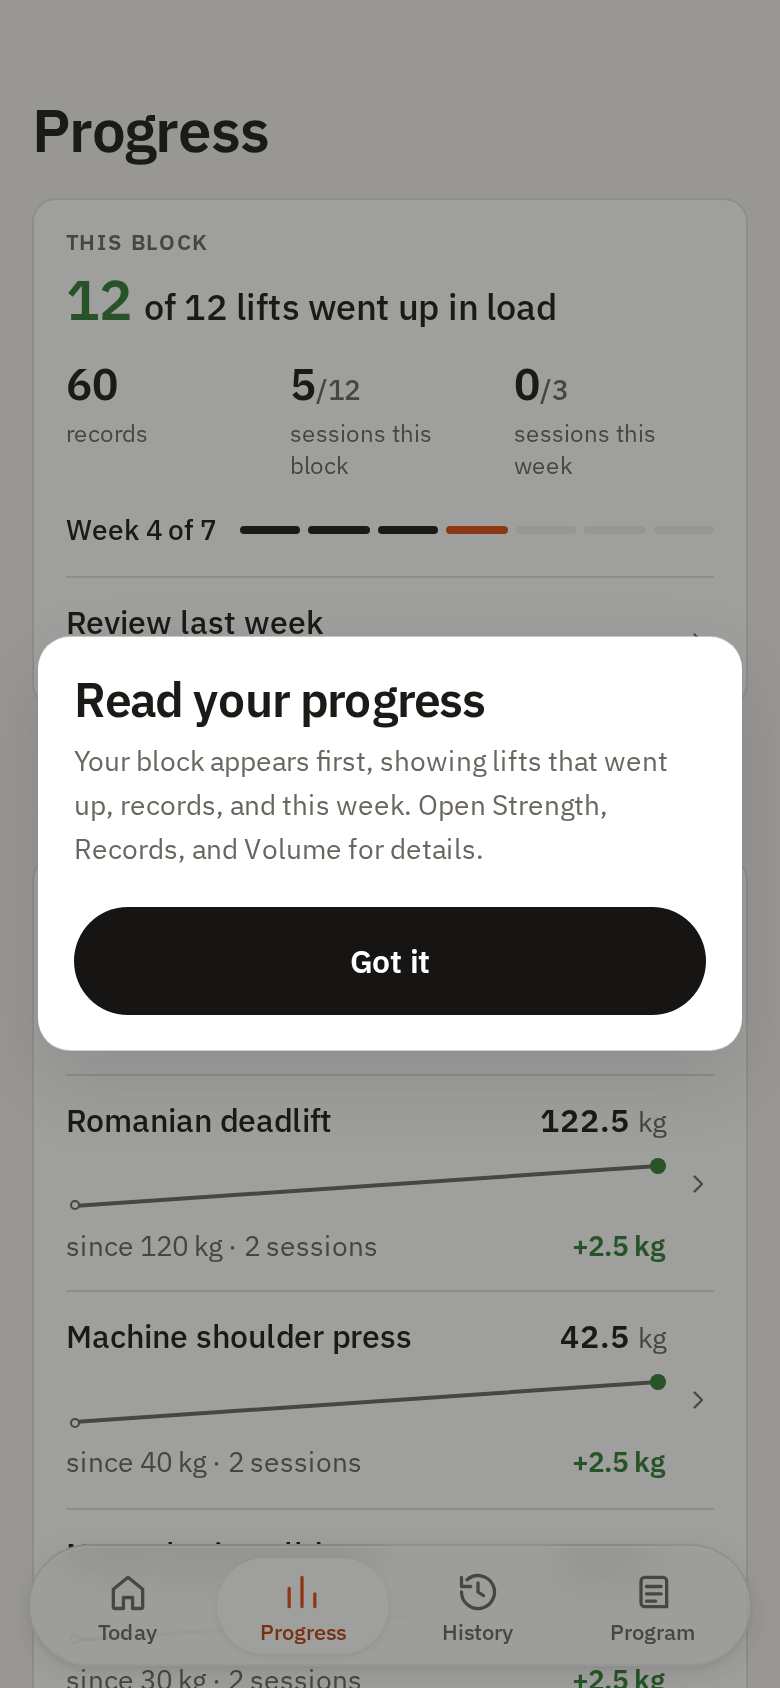 Progress
THIS BLOCK
12 of 12 lifts went up in load
60
5/12
0/3
records
sessions this block
sessions this week
Week 4 of 7
Review last week
Read your progress
Your block appears first, showing lifts that went
up, records, and this week. Open Strength,
Records, and Volume for details.
Got it
Romanian deadlift
122.5 kg
since 120 kg · 2 sessions
+2.5 kg
Machine shoulder press
42.5 kg
since 40 kg · 2 sessions
+2.5 kg
Today
Progress
History
Program
since 30 kg · 2 sessions
+2.5 kg